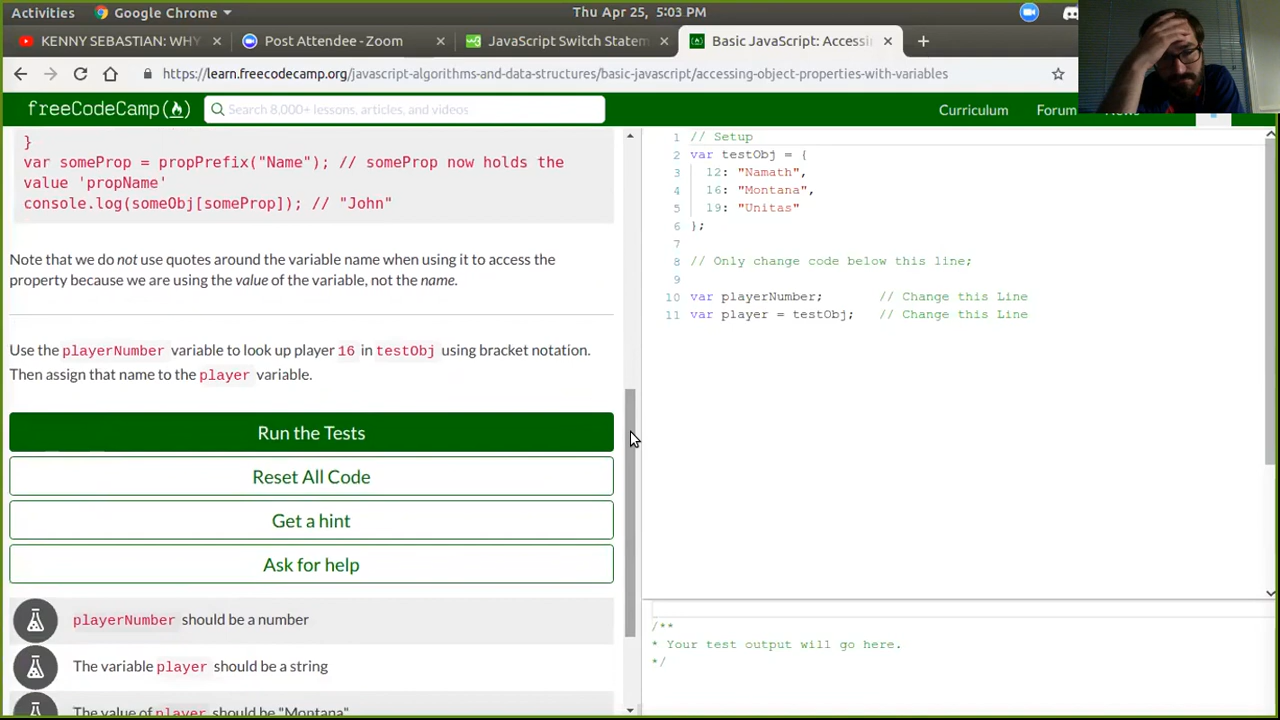 Activities Google Chrome Thu Apr 25, 5:03 PM
KENNY SEBASTIAN: WHY Post Attendee - Zoom JavaScript Switch Statem Basic JavaScript: Accessin
https://learn.freecodecamp.org/javascript-algorithms-and-data-structures/basic-javascript/accessing-object-properties-with-variables
freeCodeCamp Search 8,000+ lessons, articles, and videos Curriculum Forum
}
var someProp = propPrefix("Name"); // someProp now holds the
value 'propName'
console.log(someObj[someProp]); // "John"
Note that we do not use quotes around the variable name when using it to access the
property because we are using the value of the variable, not the name.
Use the playerNumber variable to look up player 16 in testObj using bracket notation.
Then assign that name to the player variable.
Run the Tests
Reset All Code
Get a hint
Ask for help
playerNumber should be a number
The variable player should be a string
The value of player should be "Montana"
1 // Setup
2 var testObj = {
3 12: "Namath",
4 16: "Montana",
5 19: "Unitas"
6 };
7
8 // Only change code below this line;
9
10 var playerNumber; // Change this Line
11 var player = testObj; // Change this Line
/**
* Your test output will go here.
*/